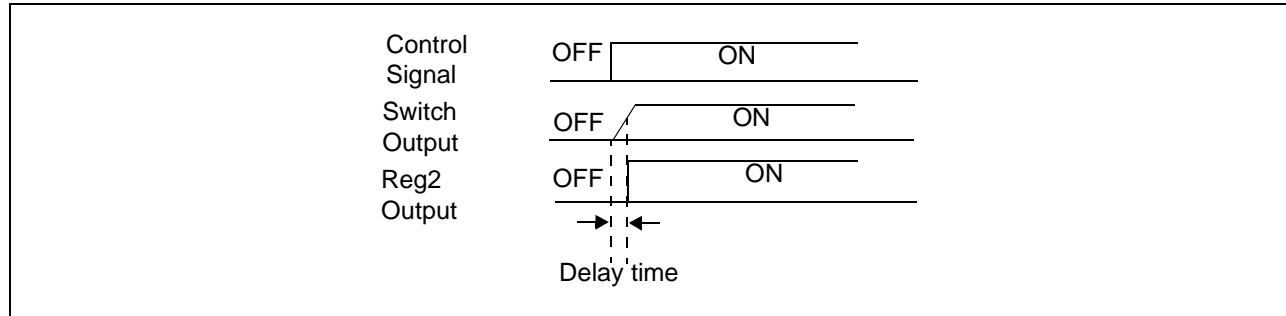 Control
Signal
OFF
ON
Switch
Output
OFF
ON
Reg2
Output
OFF
ON
Delay time